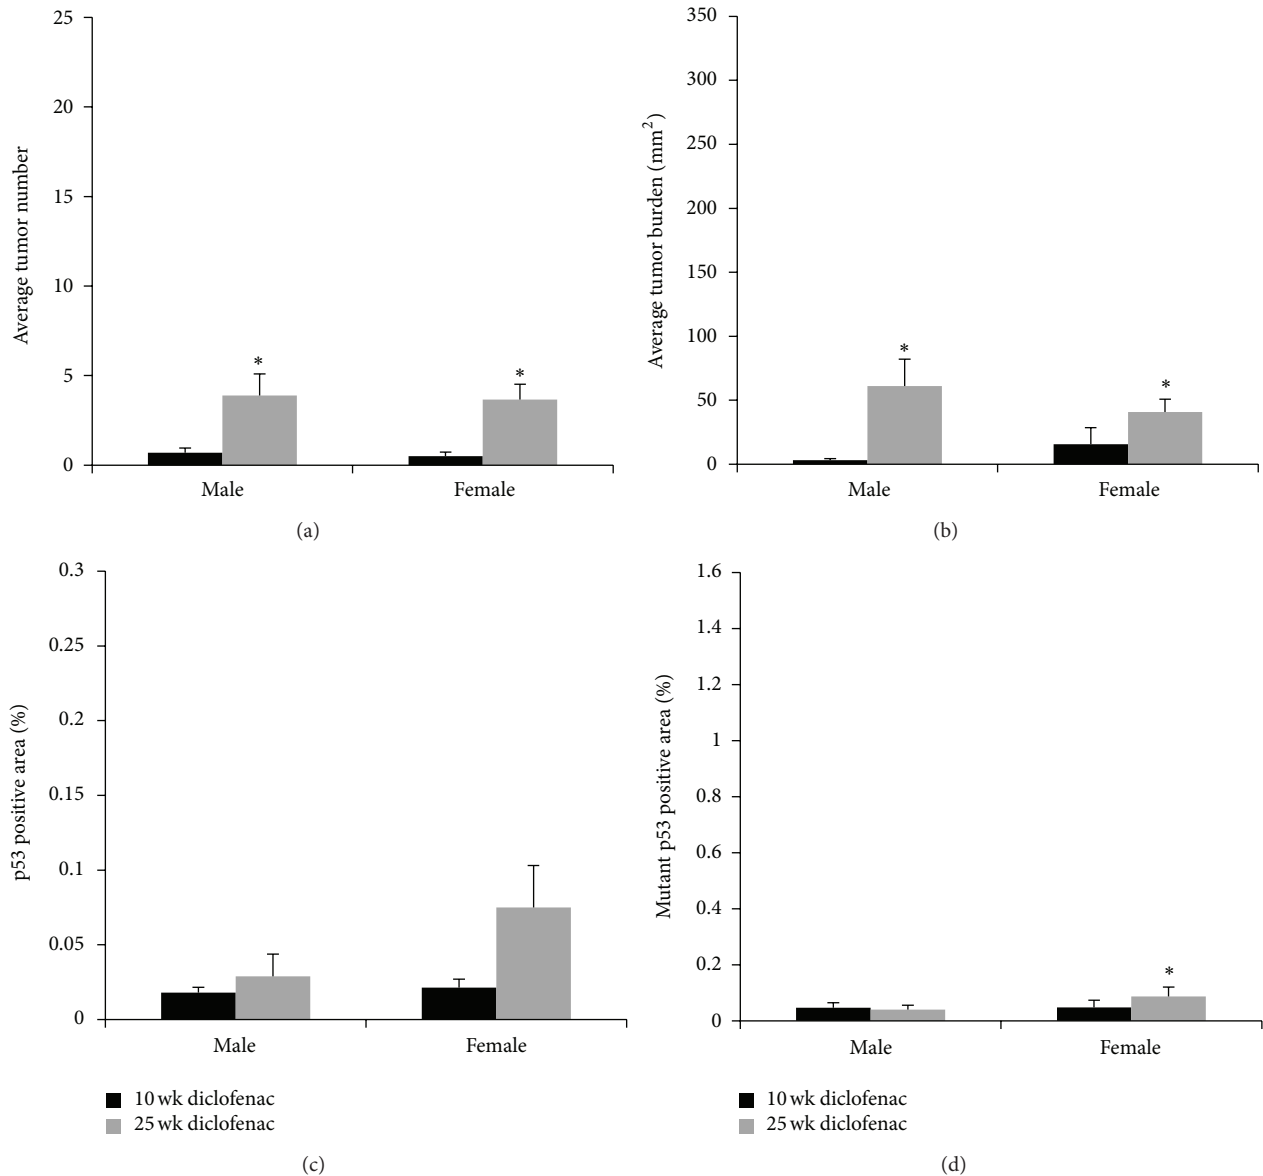 25
20
15
10
5
0
Average tumor number
*
*
Male
Female
(a)
350
300
250
200
150
100
50
0
Average tumor burden (mm²)
*
*
Male
Female
(b)
0.3
0.25
0.2
0.15
0.1
0.05
0
p53 positive area (%)
Male
Female
10 wk diclofenac
25 wk diclofenac
(c)
1.6
1.4
1.2
1
0.8
0.6
0.4
0.2
0
Mutant p53 positive area (%)
*
Male
Female
10 wk diclofenac
25 wk diclofenac
(d)